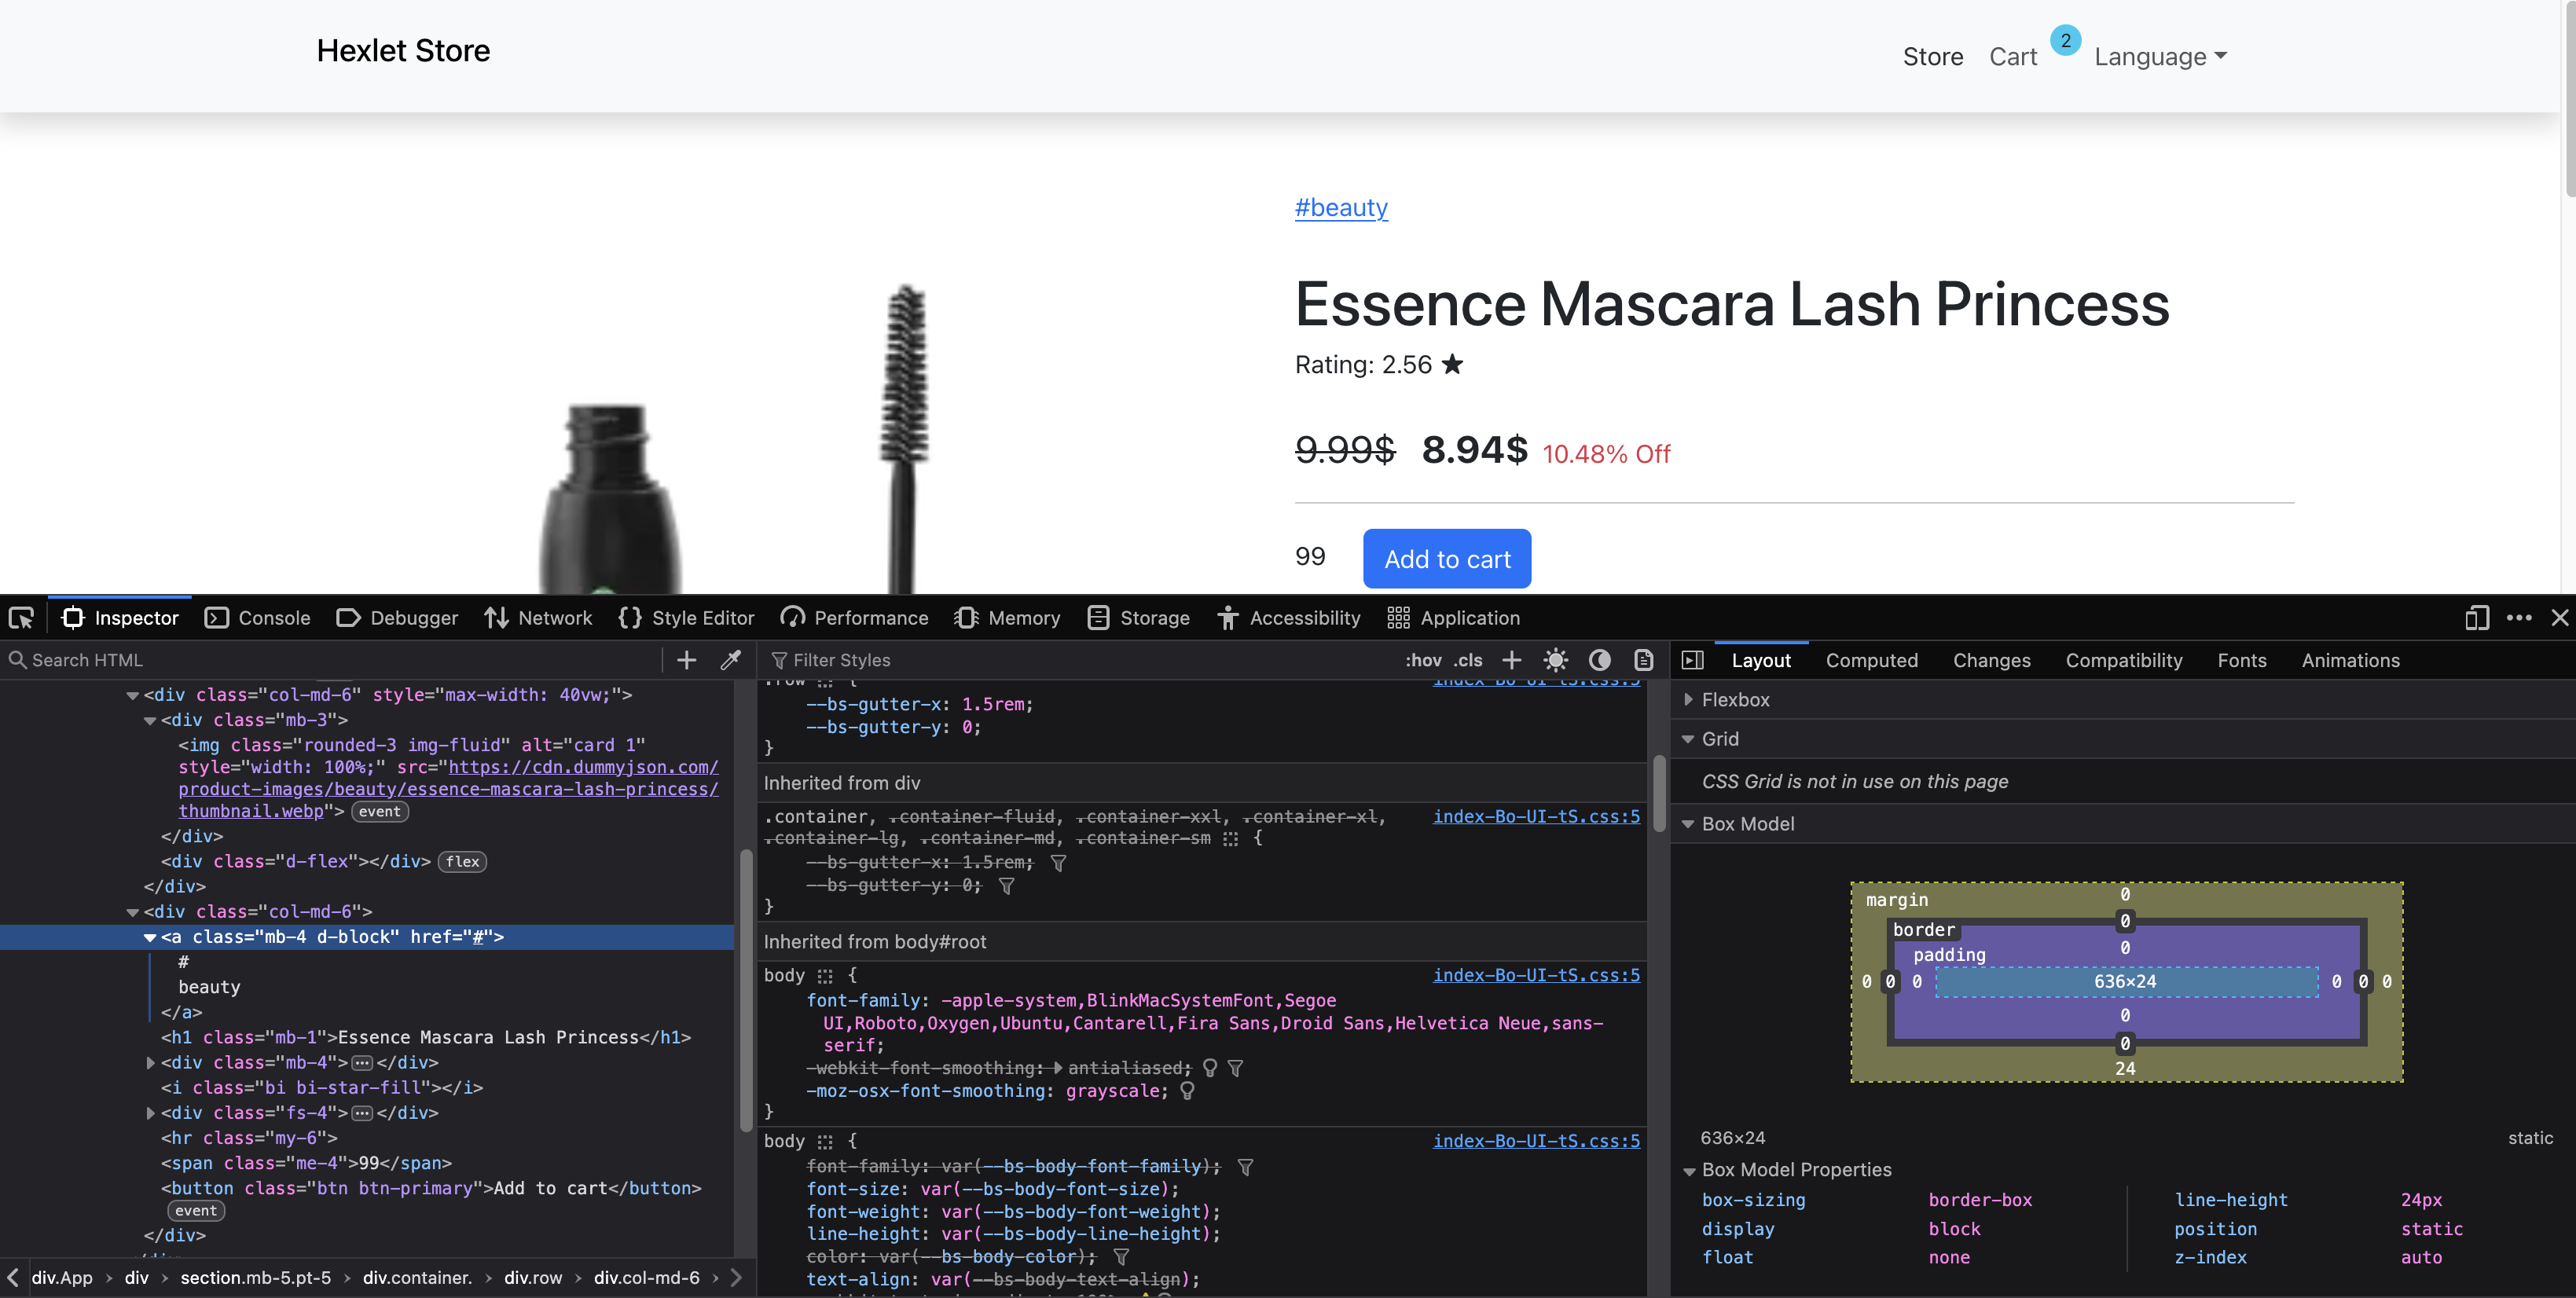 Hexlet Store
Store Cart 2 Language
#beauty
Essence Mascara Lash Princess
Rating: 2.56 ★
9.99$ 8.94$ 10.48% Off
99 Add to cart
Inspector Console Debugger Network Style Editor Performance Memory Storage Accessibility Application
Search HTML
<div class="col-md-6" style="max-width: 40vw;">
<div class="mb-3">
<img class="rounded-3 img-fluid" alt="card 1"
style="width: 100%;" src="https://cdn.dummyjson.com/
product-images/beauty/essence-mascara-lash-princess/
thumbnail.webp"> event
</div>
<div class="d-flex"></div> flex
</div>
<div class="col-md-6">
<a class="mb-4 d-block" href="#">
#
beauty
</a>
<h1 class="mb-1">Essence Mascara Lash Princess</h1>
<div class="mb-4">⋯</div>
<i class="bi bi-star-fill"></i>
<div class="fs-4">⋯</div>
<hr class="my-6">
<span class="me-4">99</span>
<button class="btn btn-primary">Add to cart</button>
event
</div>
div.App > div > section.mb-5.pt-5 > div.container. > div.row > div.col-md-6 >
Filter Styles :hov .cls
.row { index-Bo-UI-tS.css:5
--bs-gutter-x: 1.5rem;
--bs-gutter-y: 0;
}
Inherited from div
.container, .container-fluid, .container-xxl, .container-xl, index-Bo-UI-tS.css:5
.container-lg, .container-md, .container-sm {
--bs-gutter-x: 1.5rem;
--bs-gutter-y: 0;
}
Inherited from body#root
body { index-Bo-UI-tS.css:5
font-family: -apple-system,BlinkMacSystemFont,Segoe
UI,Roboto,Oxygen,Ubuntu,Cantarell,Fira Sans,Droid Sans,Helvetica Neue,sans-
serif;
-webkit-font-smoothing: antialiased;
-moz-osx-font-smoothing: grayscale;
}
body { index-Bo-UI-tS.css:5
font-family: var(--bs-body-font-family);
font-size: var(--bs-body-font-size);
font-weight: var(--bs-body-font-weight);
line-height: var(--bs-body-line-height);
color: var(--bs-body-color);
text-align: var(--bs-body-text-align);
Layout Computed Changes Compatibility Fonts Animations
Flexbox
Grid
CSS Grid is not in use on this page
Box Model
margin 0
border 0
padding 0
0 0 0 636×24 0 0 0
0
0
24
636×24 static
Box Model Properties
box-sizing border-box line-height 24px
display block position static
float none z-index auto